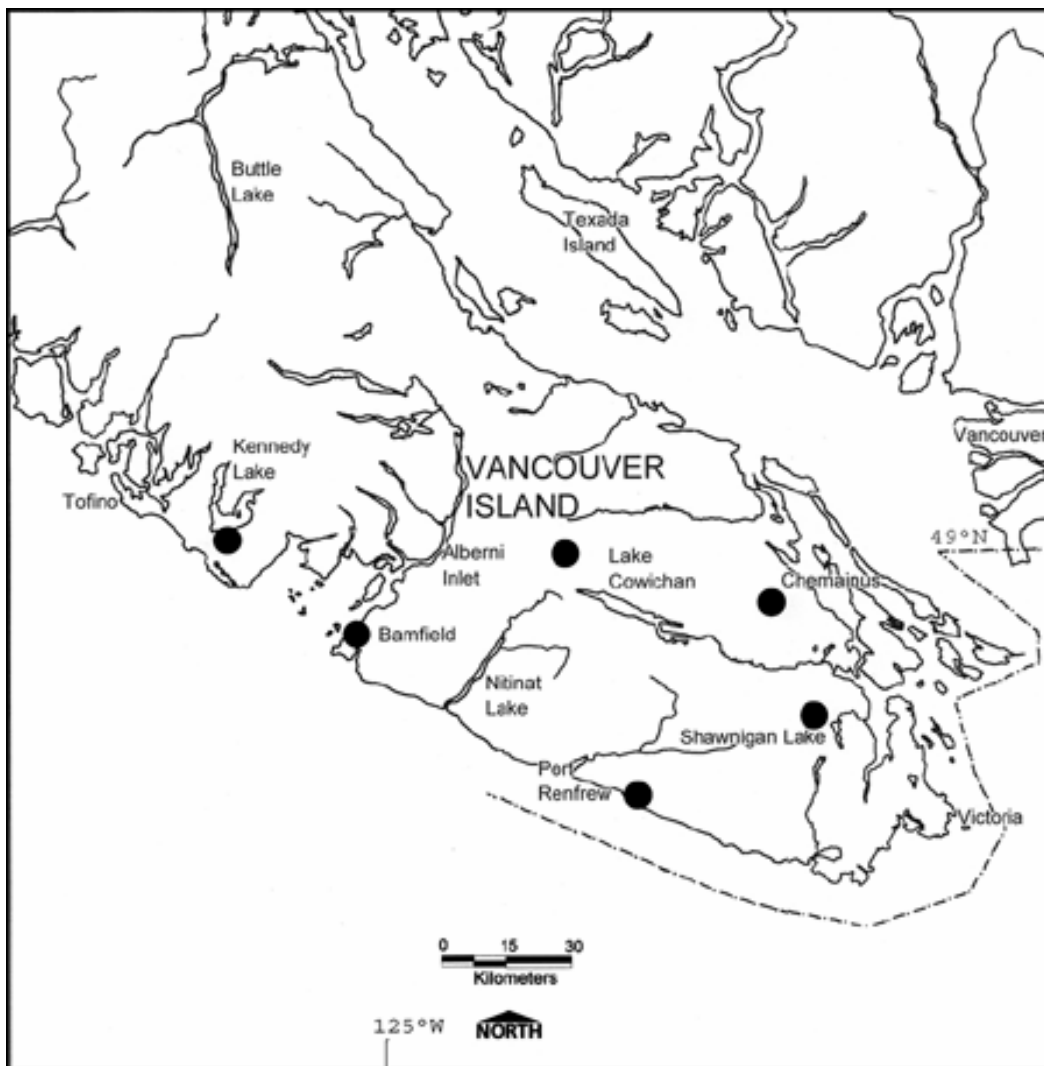 Buttle
Lake
Texada
Island
Kennedy
Lake
Tofino
VANCOUVER
ISLAND
Vancouver
49°N
Alberni
Inlet
Lake
Cowichan
Chemainus
Bamfield
Nitinat
Lake
Shawnigan Lake
Port
Renfrew
Victoria
0 15 30
Kilometers
125°W
NORTH